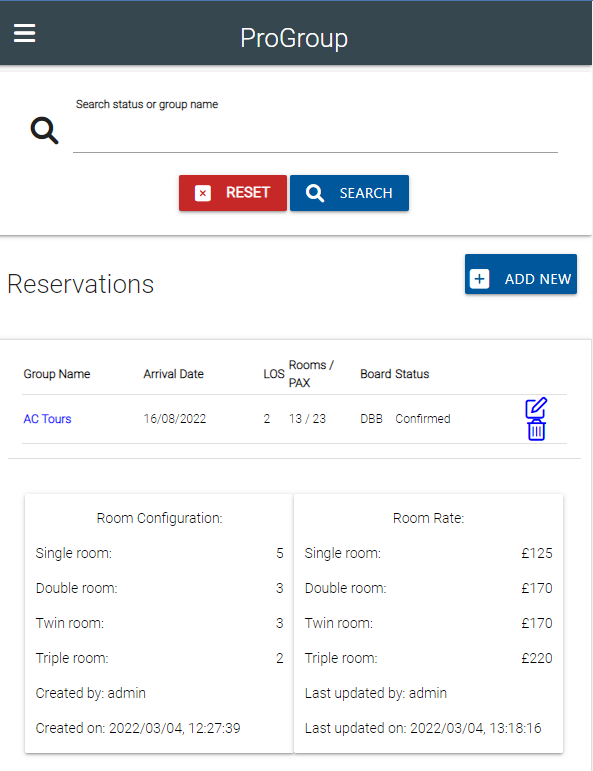 ProGroup
Search status or group name
RESET
SEARCH
Reservations
ADD NEW
Group Name Arrival Date LOS Rooms / PAX Board Status
AC Tours 16/08/2022 2 13 / 23 DBB Confirmed
Room Configuration:
Single room: 5
Double room: 3
Twin room: 3
Triple room: 2
Created by: admin
Created on: 2022/03/04, 12:27:39
Room Rate:
Single room: £125
Double room: £170
Twin room: £170
Triple room: £220
Last updated by: admin
Last updated on: 2022/03/04, 13:18:16